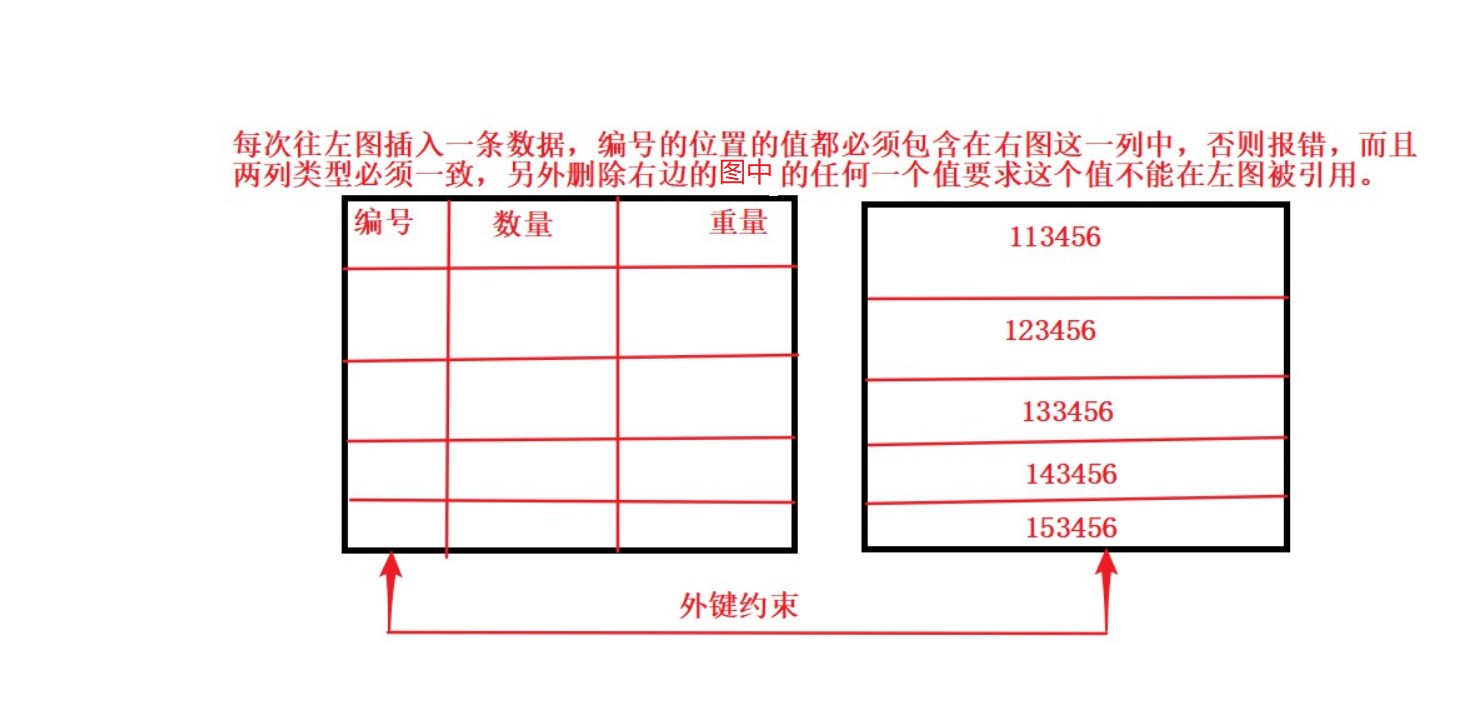 每次往左图插入一条数据，编号的位置的值都必须包含在右图这一列中，否则报错，而且
两列类型必须一致，另外删除右边的图中 的任何一个值要求这个值不能在左图被引用。
编号 数量 重量
113456
123456
133456
143456
153456
外键约束